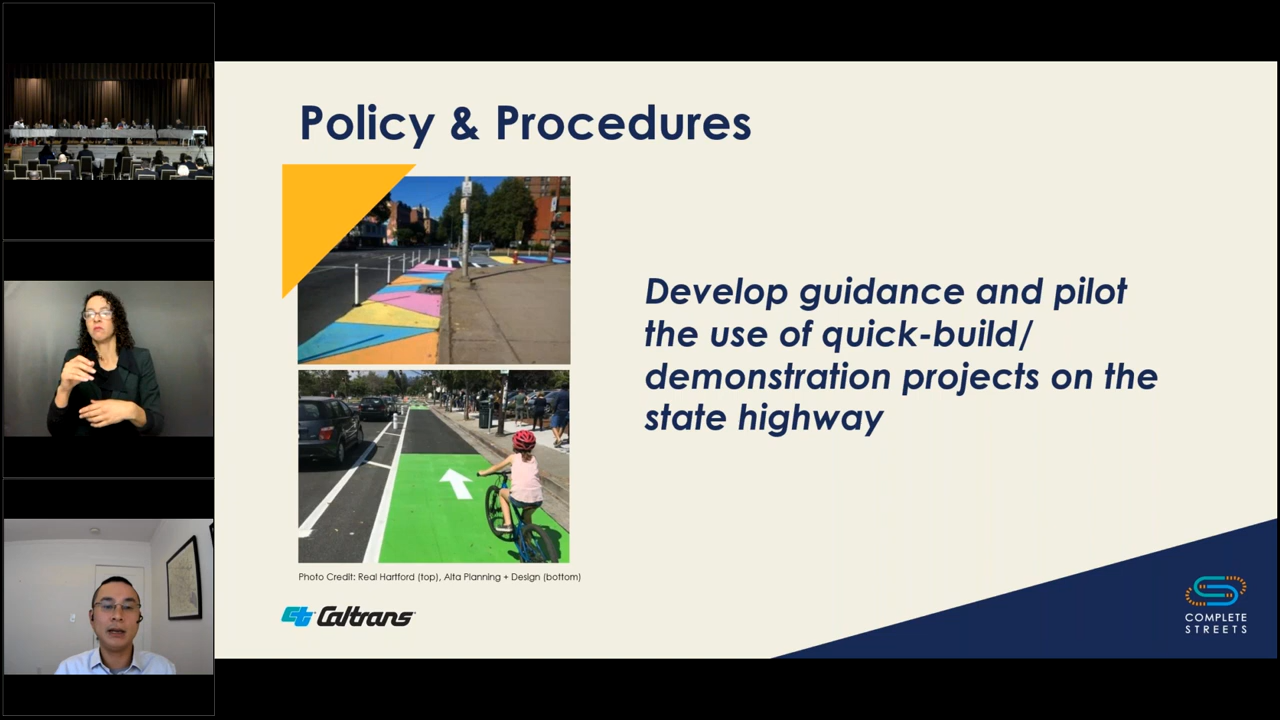 Policy & Procedures
Develop guidance and pilot
the use of quick-build/
demonstration projects on the
state highway
Photo Credit: Real Hartford (top), Alta Planning + Design (bottom)
Caltrans
COMPLETE
STREETS